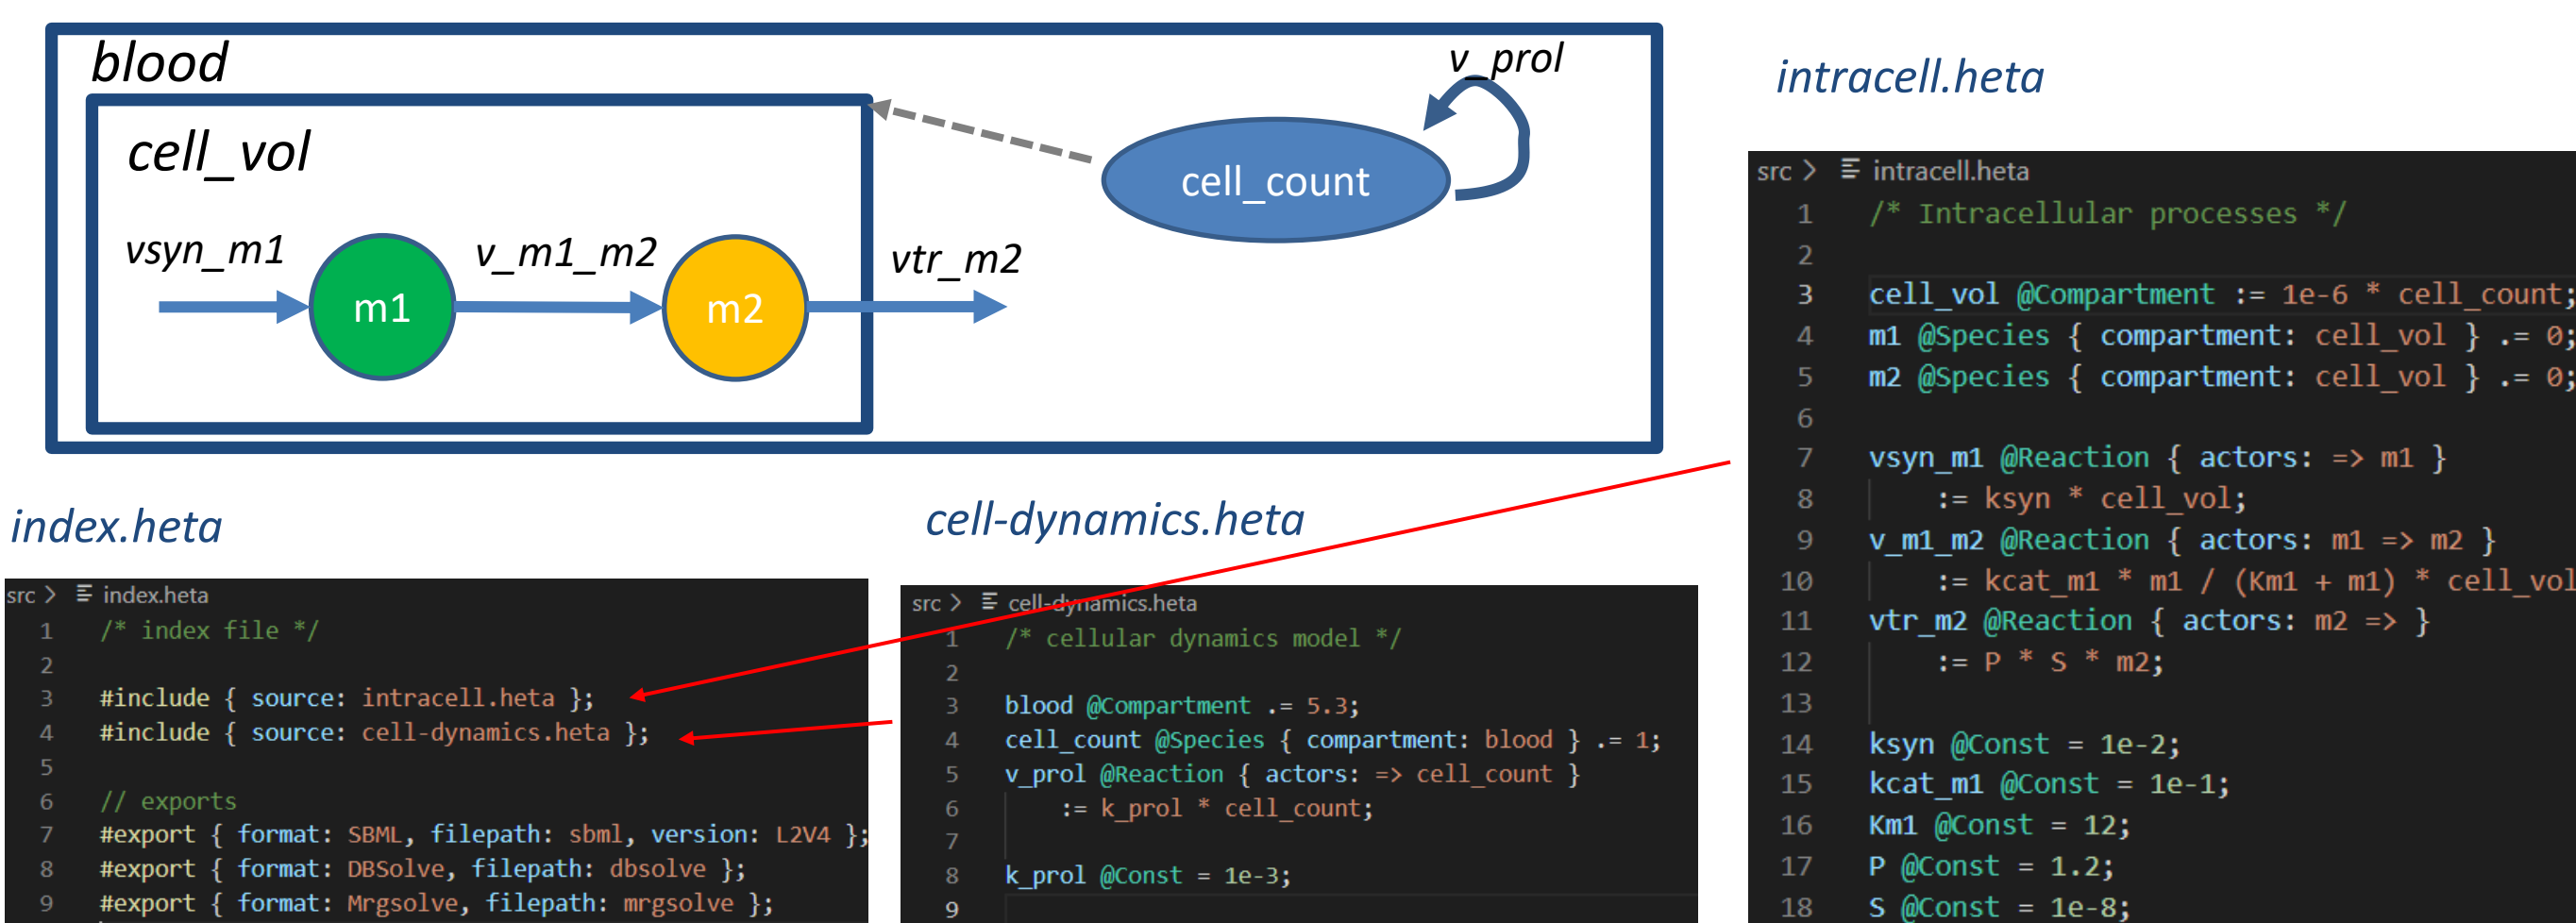 blood
cell_vol
vsyn_m1
m1
v_m1_m2
m2
vtr_m2
cell_count
v_prol
index.heta
src > index.heta
1 /* index file */
2
3 #include { source: intracell.heta };
4 #include { source: cell-dynamics.heta };
5
6 // exports
7 #export { format: SBML, filepath: sbml, version: L2V4 };
8 #export { format: DBSolve, filepath: dbsolve };
9 #export { format: Mrgsolve, filepath: mrgsolve };
cell-dynamics.heta
src > cell-dynamics.heta
1 /* cellular dynamics model */
2
3 blood @Compartment .= 5.3;
4 cell_count @Species { compartment: blood } .= 1;
5 v_prol @Reaction { actors: => cell_count }
6 := k_prol * cell_count;
7
8 k_prol @Const = 1e-3;
9
intracell.heta
src > intracell.heta
1 /* Intracellular processes */
2
3 cell_vol @Compartment := 1e-6 * cell_count;
4 m1 @Species { compartment: cell_vol } .= 0;
5 m2 @Species { compartment: cell_vol } .= 0;
6
7 vsyn_m1 @Reaction { actors: => m1 }
8 := ksyn * cell_vol;
9 v_m1_m2 @Reaction { actors: m1 => m2 }
10 := kcat_m1 * m1 / (Km1 + m1) * cell_vol
11 vtr_m2 @Reaction { actors: m2 => }
12 := P * S * m2;
13
14 ksyn @Const = 1e-2;
15 kcat_m1 @Const = 1e-1;
16 Km1 @Const = 12;
17 P @Const = 1.2;
18 S @Const = 1e-8;